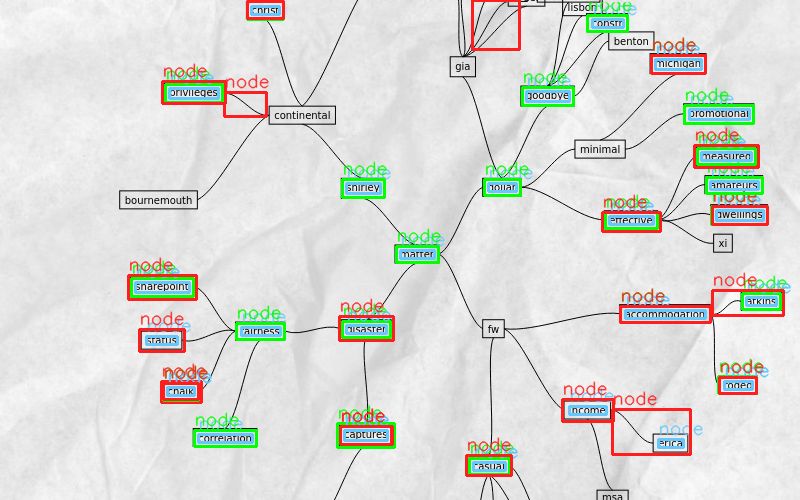 christ
lisbon
constr
benton
node
node
michigan
gia
node
node
privileges
node
goodbye
node
promotional
continental
node
measured
minimal
node
shirley
node
dollar
node
amateurs
bournemouth
node
effective
node
dwellings
node
matter
xi
node
sharepoint
node
node
node
atkins
node
status
node
fairness
node
disaster
fw
accommodation
node
chalk
node
node
income
node
node
correlation
node
captures
node
erica
node
casual
msa